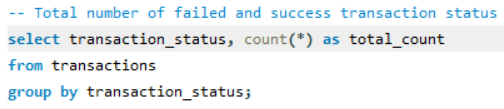 -- Total number of failed and success transaction status
select transaction_status, count(*) as total_count
from transactions
group by transaction_status;